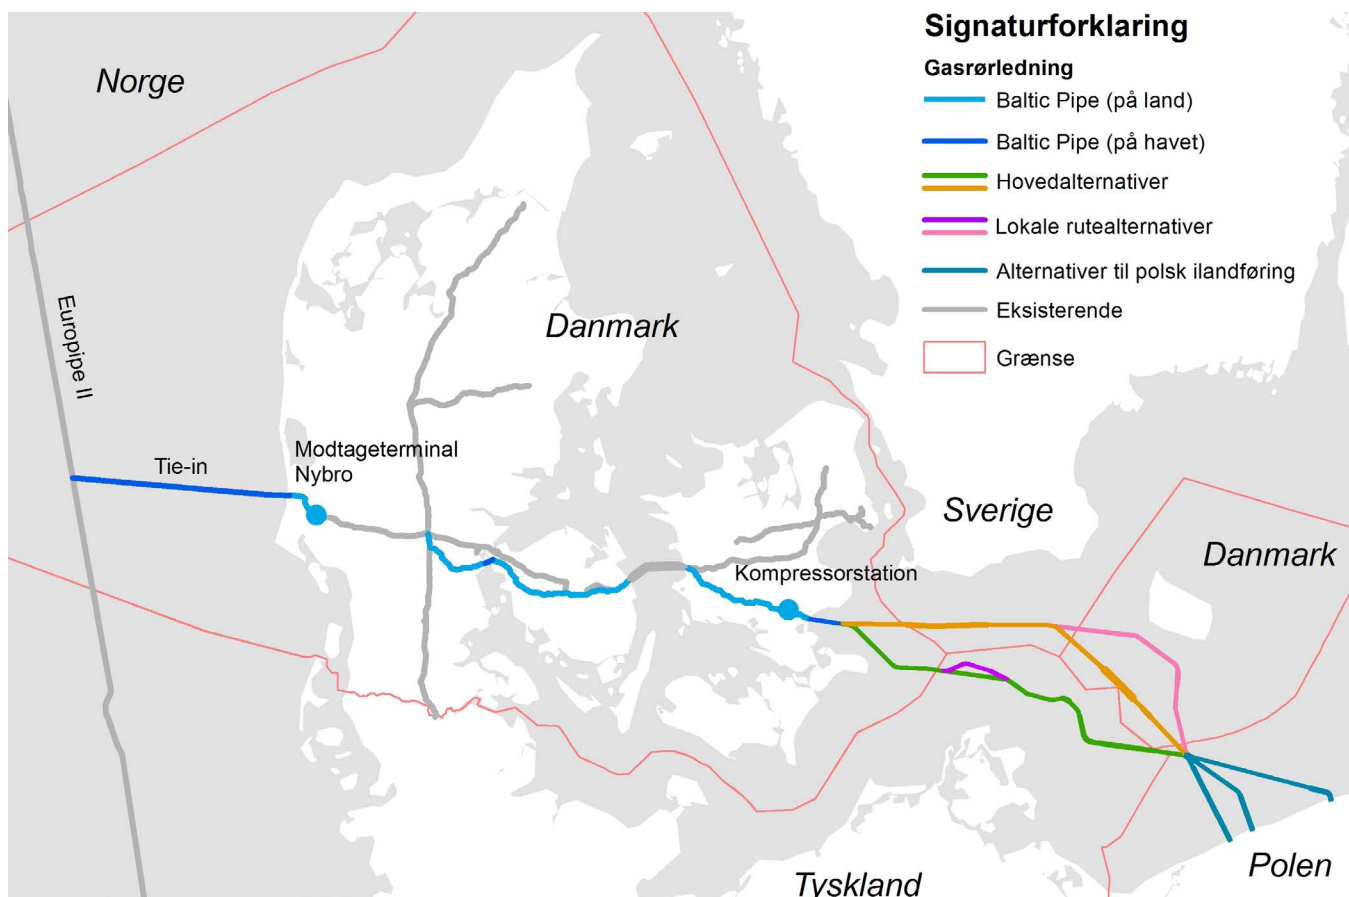 Signaturforklaring
Gasrørledning
Baltic Pipe (på land)
Baltic Pipe (på havet)
Hovedalternativer
Lokale rutealternativer
Alternativer til polsk ilandføring
Eksisterende
Grænse
Norge
Europipe II
Danmark
Modtageterminal
Nybro
Tie-in
Sverige
Danmark
Kompressorstation
Polen
Tyskland